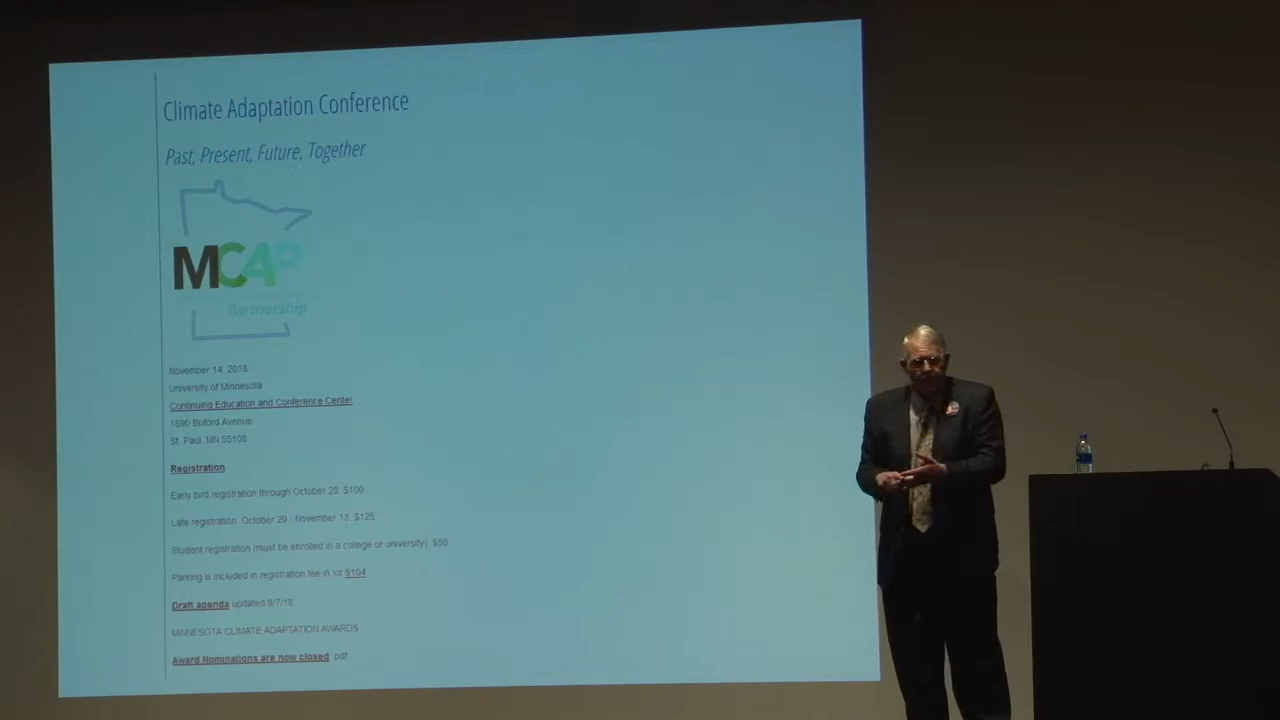 Climate Adaptation Conference
Past, Present, Future, Together
MCAP
Partnership
November 14, 2018
University of Minnesota
Continuing Education and Conference Center
1890 Buford Avenue
St. Paul, MN 55108
Registration
Early bird registration through October 28: $100
Late registration: October 29 - November 13: $125
Student registration (must be enrolled in a college or university): $50
Parking is included in registration fee in lot S104
Draft agenda updated 9/7/18
MINNESOTA CLIMATE ADAPTATION AWARDS
Award Nominations are now closed pdf